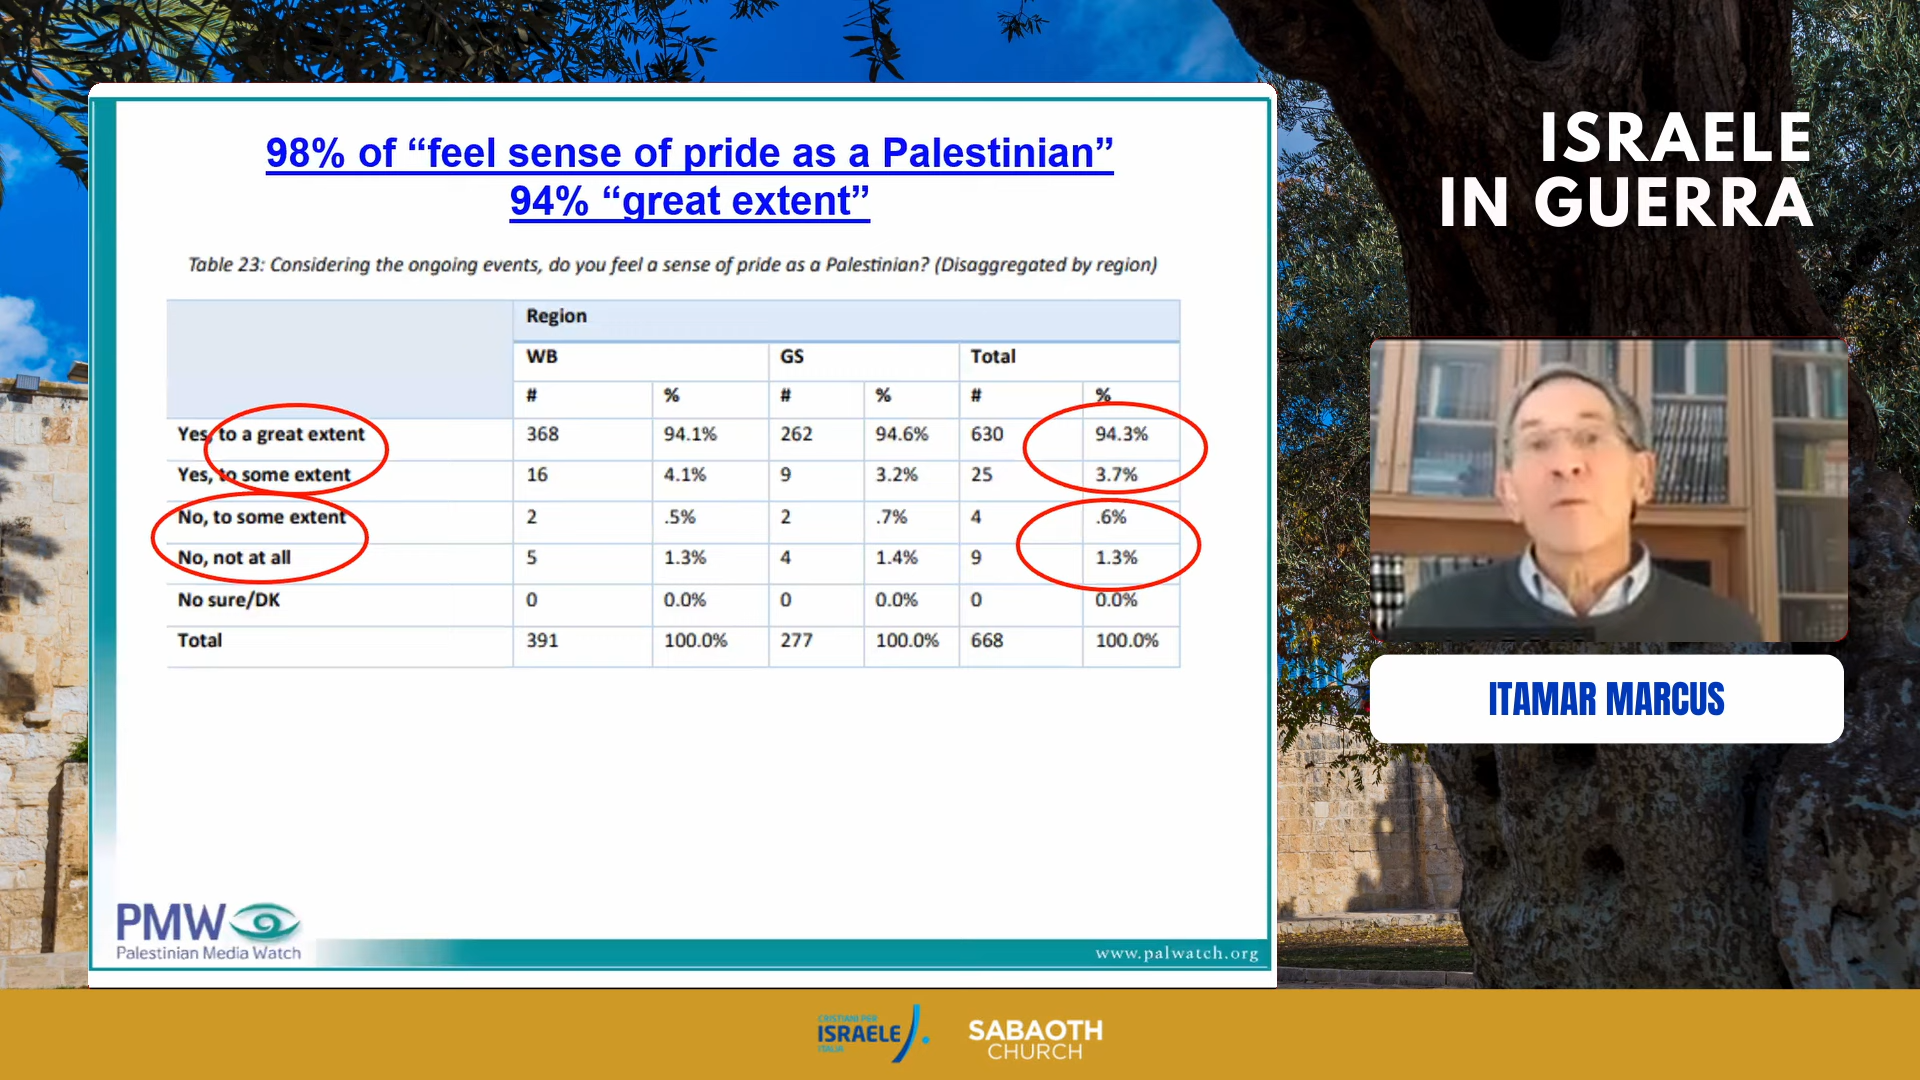 98% of “feel sense of pride as a Palestinian”
94% “great extent”
Table 23: Considering the ongoing events, do you feel a sense of pride as a Palestinian? (Disaggregated by region)
Region
WB GS Total
# % # % # %
Yes, to a great extent 368 94.1% 262 94.6% 630 94.3%
Yes, to some extent 16 4.1% 9 3.2% 25 3.7%
No, to some extent 2 .5% 2 .7% 4 .6%
No, not at all 5 1.3% 4 1.4% 9 1.3%
No sure/DK 0 0.0% 0 0.0% 0 0.0%
Total 391 100.0% 277 100.0% 668 100.0%
PMW
Palestinian Media Watch
www.palwatch.org
ISRAELE
IN GUERRA
ITAMAR MARCUS
CRISTIANI PER
ISRAELE
ITALIA
SABAOTH
CHURCH